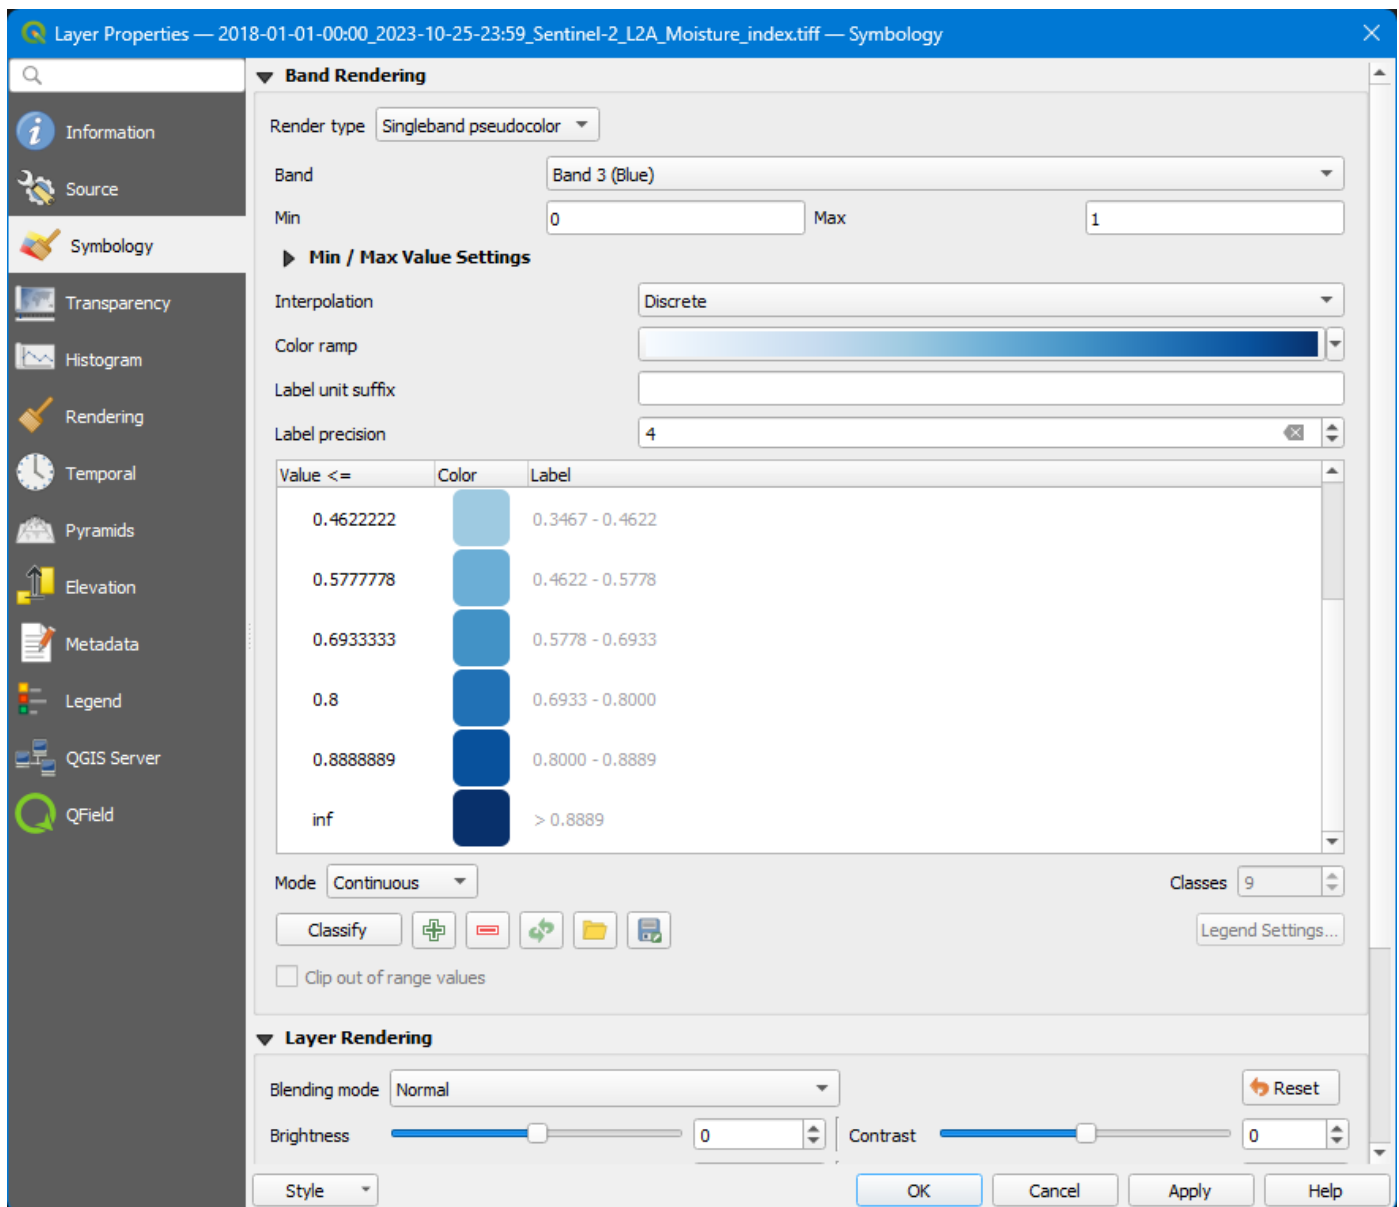 Layer Properties — 2018-01-01-00:00_2023-10-25-23:59_Sentinel-2_L2A_Moisture_index.tiff — Symbology
Information
Source
Symbology
Transparency
Histogram
Rendering
Temporal
Pyramids
Elevation
Metadata
Legend
QGIS Server
QField
Band Rendering
Render type Singleband pseudocolor
Band Band 3 (Blue)
Min 0 Max 1
Min / Max Value Settings
Interpolation Discrete
Color ramp
Label unit suffix
Label precision 4
Value <= Color Label
0.4622222 0.3467 - 0.4622
0.5777778 0.4622 - 0.5778
0.6933333 0.5778 - 0.6933
0.8 0.6933 - 0.8000
0.8888889 0.8000 - 0.8889
inf > 0.8889
Mode Continuous Classes 9
Classify Legend Settings...
Clip out of range values
Layer Rendering
Blending mode Normal Reset
Brightness 0 Contrast 0
Style OK Cancel Apply Help